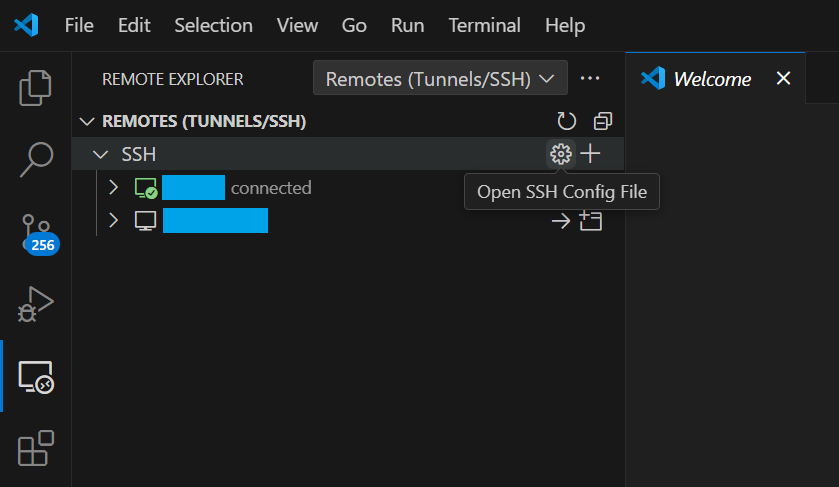 File Edit Selection View Go Run Terminal Help
REMOTE EXPLORER Remotes (Tunnels/SSH) Welcome
REMOTES (TUNNELS/SSH)
SSH
connected
Open SSH Config File
256